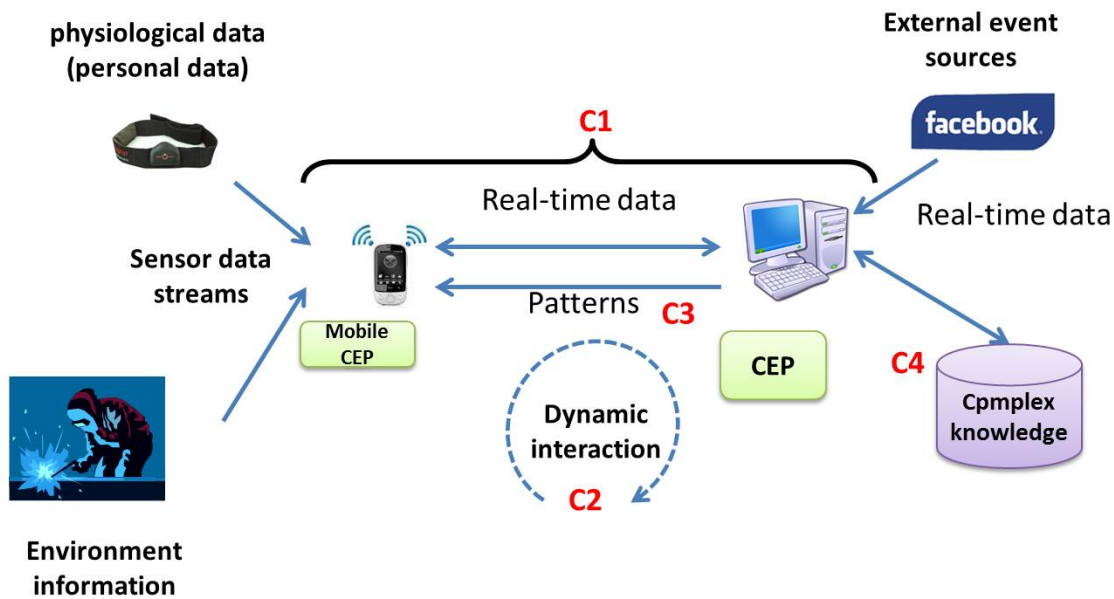 physiological data
(personal data)
External event
sources
facebook
C1
Real-time data
Real-time data
Sensor data
streams
Patterns
C3
Mobile
CEP
CEP
C4
Cpmplex
knowledge
Dynamic
interaction
C2
Environment
information